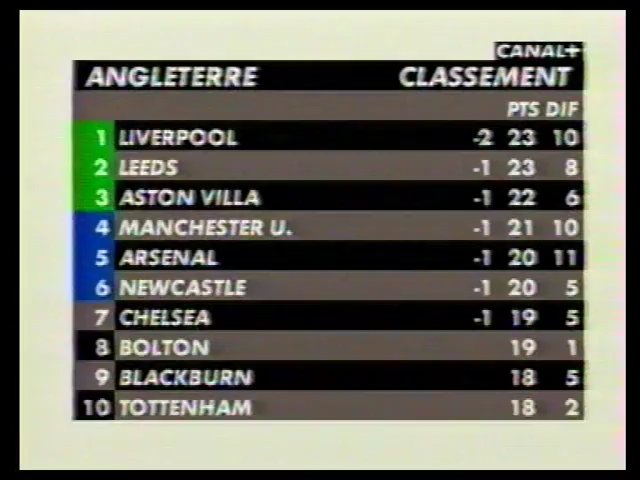 CANAL+
ANGLETERRE CLASSEMENT
PTS DIF
1 LIVERPOOL -2 23 10
2 LEEDS -1 23 8
3 ASTON VILLA -1 22 6
4 MANCHESTER U. -1 21 10
5 ARSENAL -1 20 11
6 NEWCASTLE -1 20 5
7 CHELSEA -1 19 5
8 BOLTON 19 1
9 BLACKBURN 18 5
10 TOTTENHAM 18 2